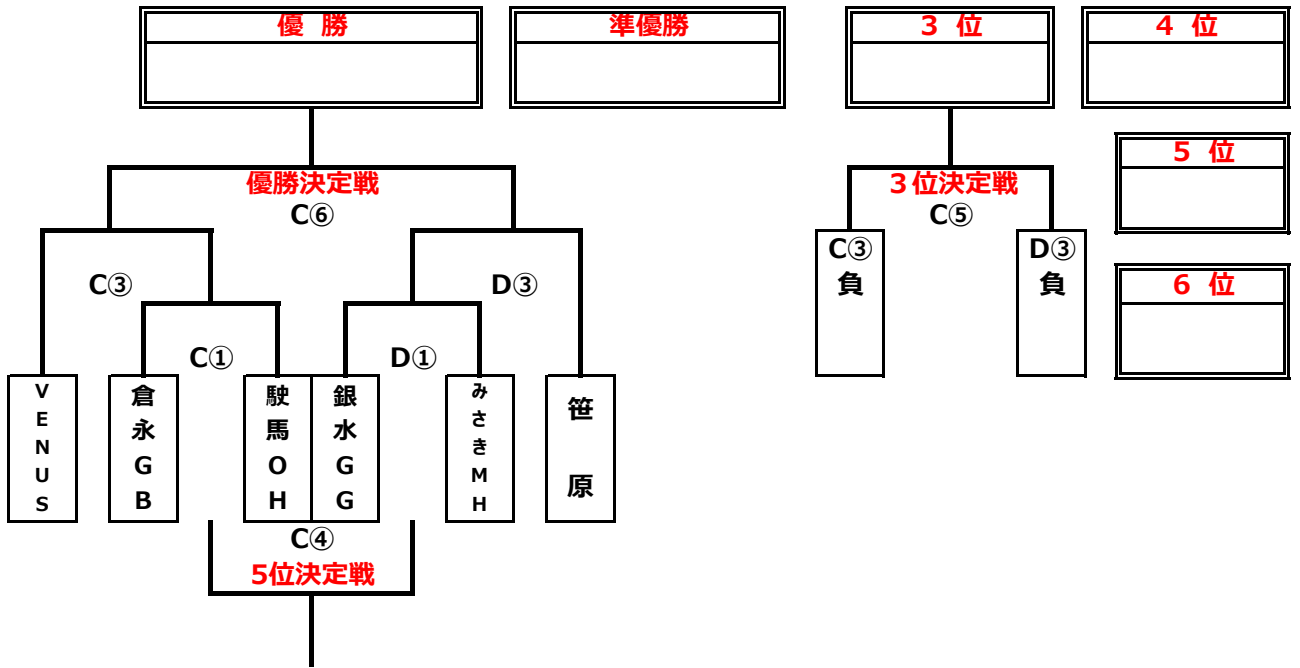 優 勝
準優勝
３ 位
４ 位
５ 位
６ 位
優勝決定戦
C⑥
３位決定戦
C⑤
C③
負
D③
負
C③
D③
C①
D①
VENUS
倉永GB
駛馬OH
銀水GG
みさきMH
笹原
C④
5位決定戦